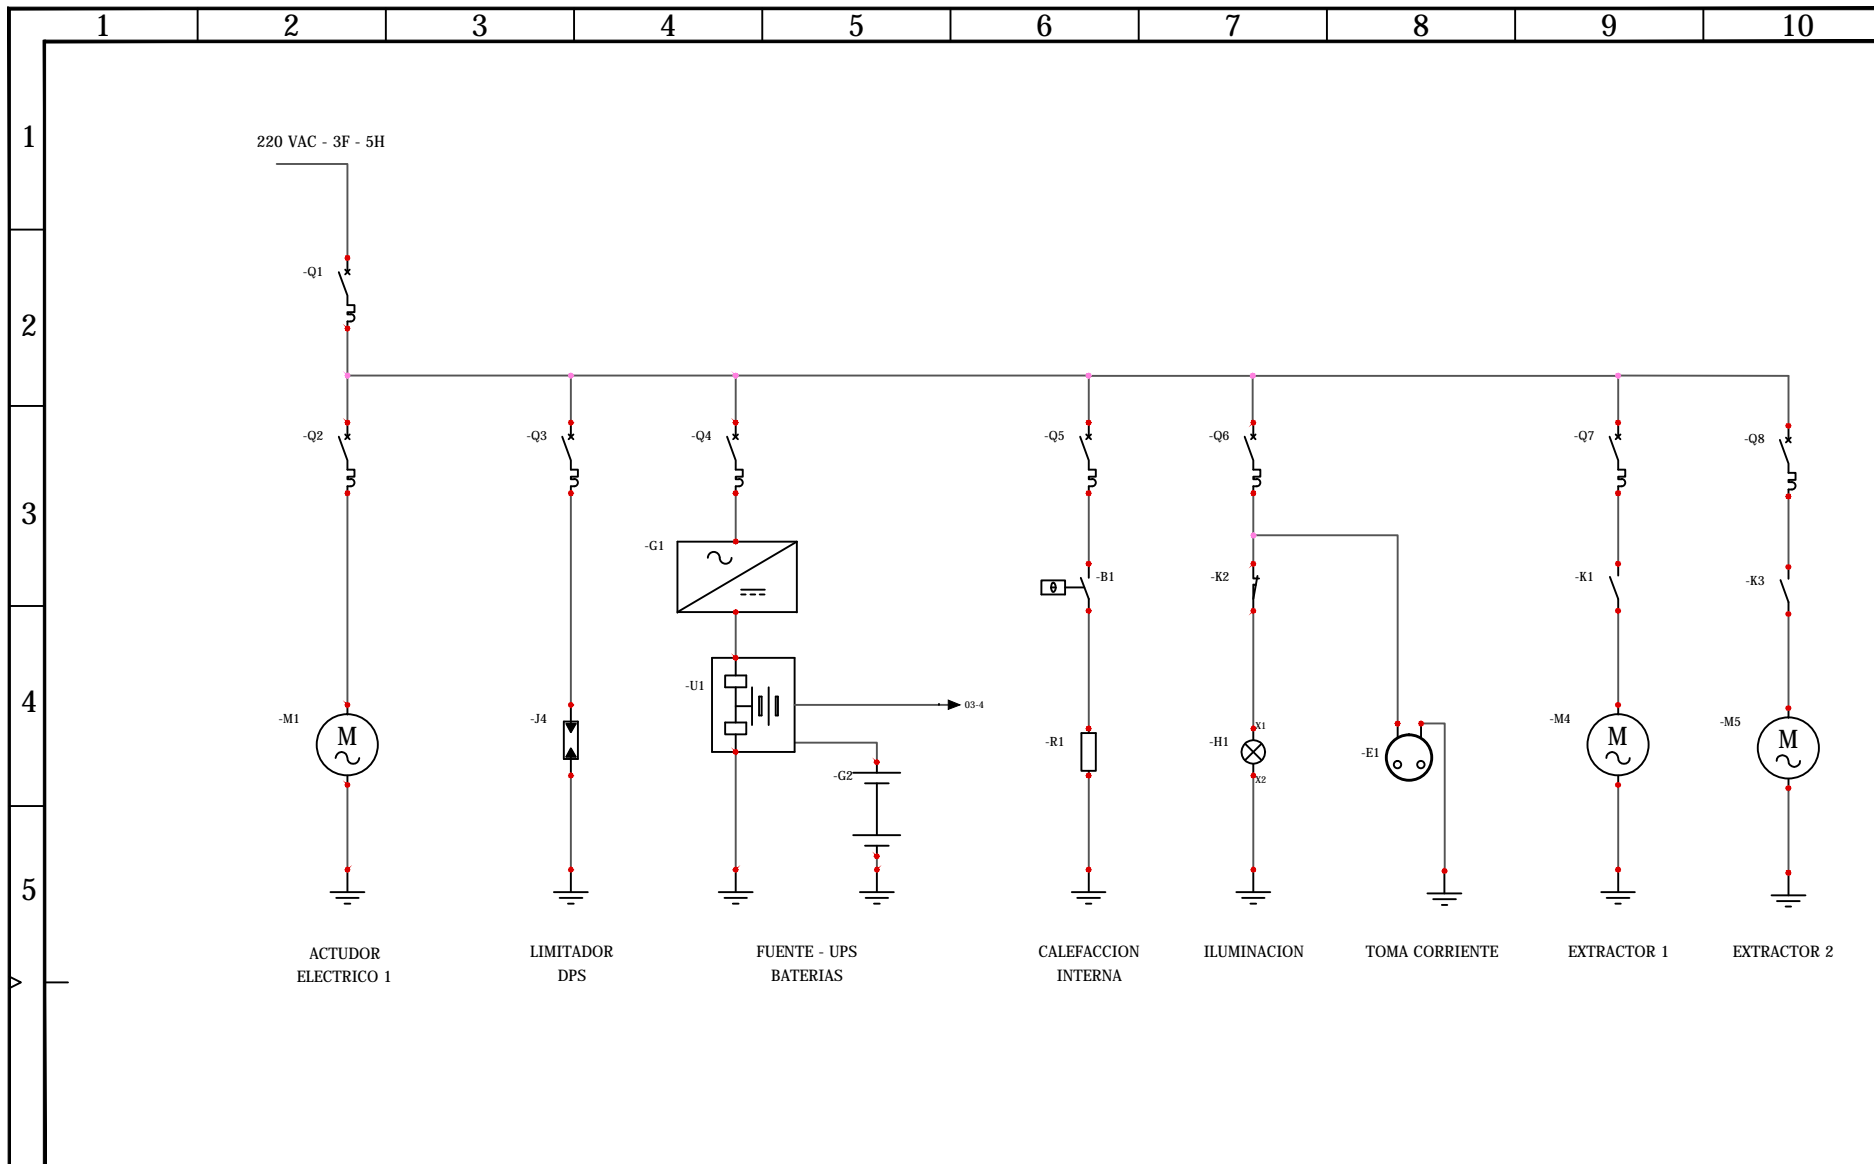 1 2 3 4 5 6 7 8 9 10
1
220 VAC - 3F - 5H
-Q1
2
-Q2 -Q3 -Q4 -Q5 -Q6 -Q7 -Q8
3
-G1 -B1 -K2 -K1 -K3
θ
4
-U1 03-4
-M1 -J4 -R1 -H1 -E1 -M4 -M5
X1
M M M
X2
-G2
5
ACTUDOR
ELECTRICO 1
LIMITADOR
DPS
FUENTE - UPS
BATERIAS
CALEFACCION
INTERNA
ILUMINACION
TOMA CORRIENTE
EXTRACTOR 1
EXTRACTOR 2